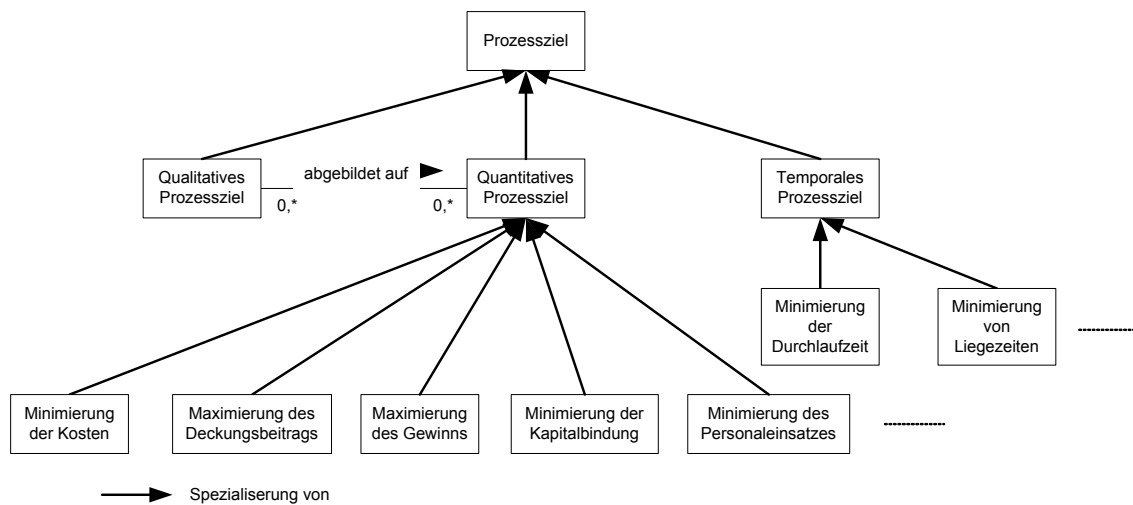 Prozessziel
Qualitatives
Prozessziel
abgebildet auf
0,*
0,*
Quantitatives
Prozessziel
Temporales
Prozessziel
Minimierung
der
Durchlaufzeit
Minimierung
von
Liegezeiten
Minimierung
der Kosten
Maximierung des
Deckungsbeitrags
Maximierung
des Gewinns
Minimierung der
Kapitalbindung
Minimierung des
Personaleinsatzes
Spezialiserung von